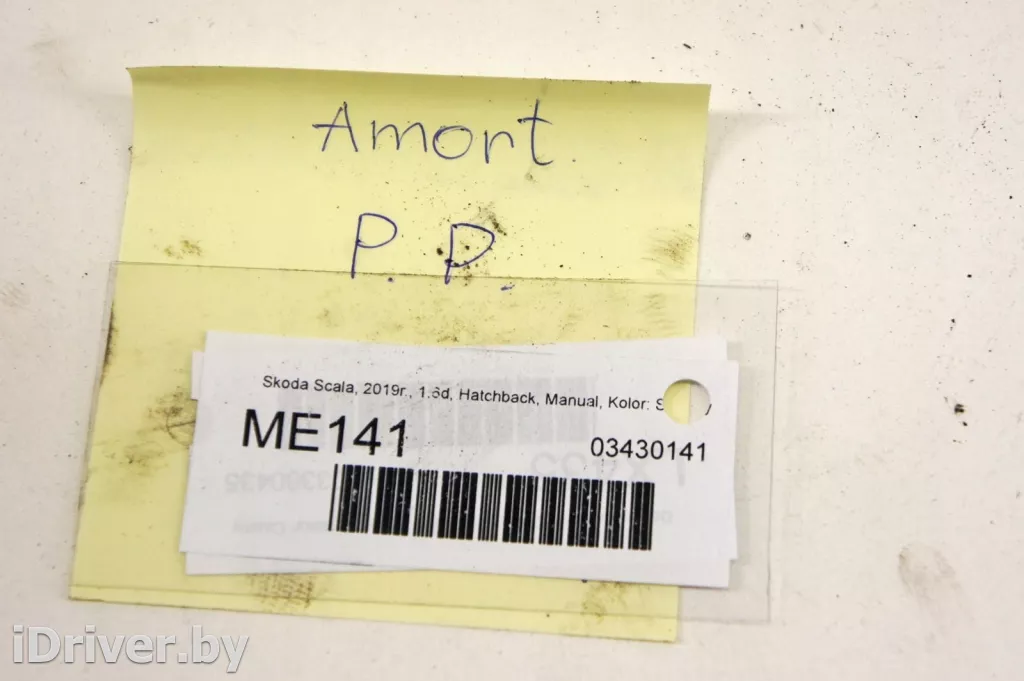 Amort
P. P.
Skoda Scala, 2019r., 1.6d, Hatchback, Manual, Kolor:
ME141
03430141
iDriver.by